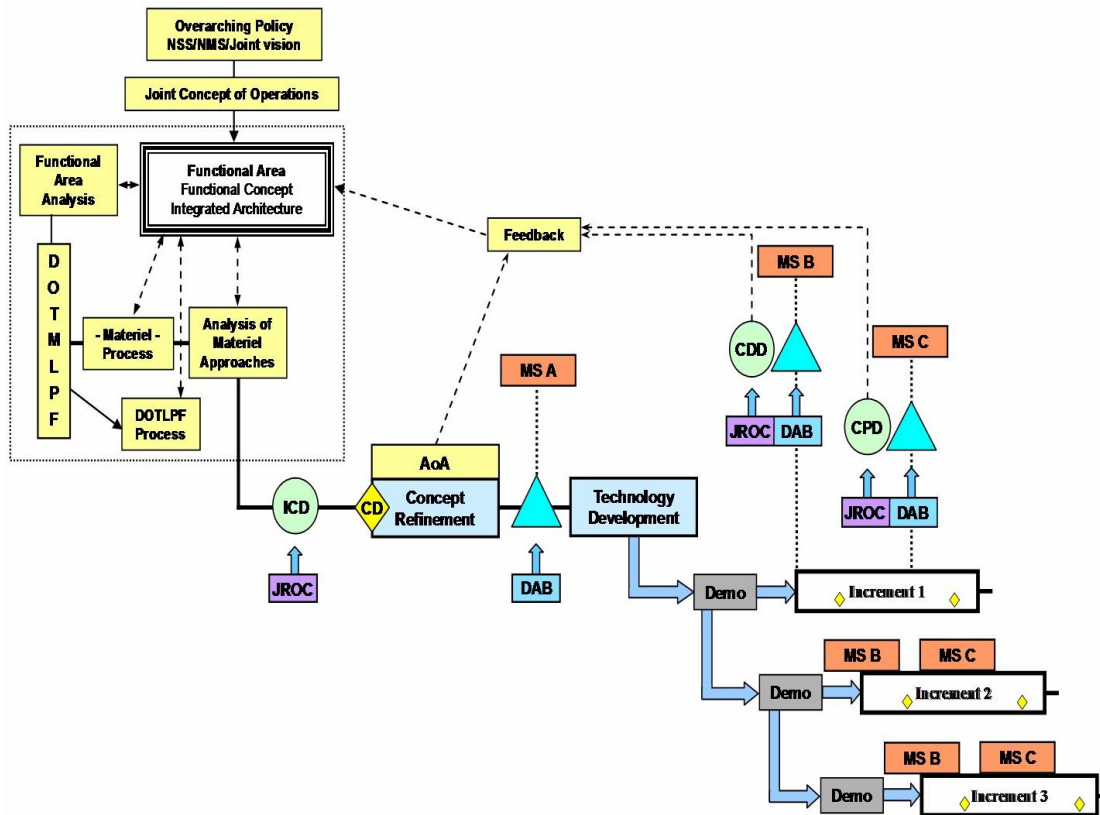 Overarching Policy
NSS/NMS/Joint vision
Joint Concept of Operations
Functional
Area
Analysis
Functional Area
Functional Concept
Integrated Architecture
Feedback
D
O
T
M
L
P
F
- Materiel -
Process
Analysis of
Materiel
Approaches
DOTLPF
Process
MS B
CDD
JROC
DAB
MS C
CPD
JROC
DAB
MS A
AoA
ICD
CD
Concept
Refinement
Technology
Development
JROC
DAB
Demo
Increment 1
MS B
MS C
Demo
Increment 2
MS B
MS C
Demo
Increment 3